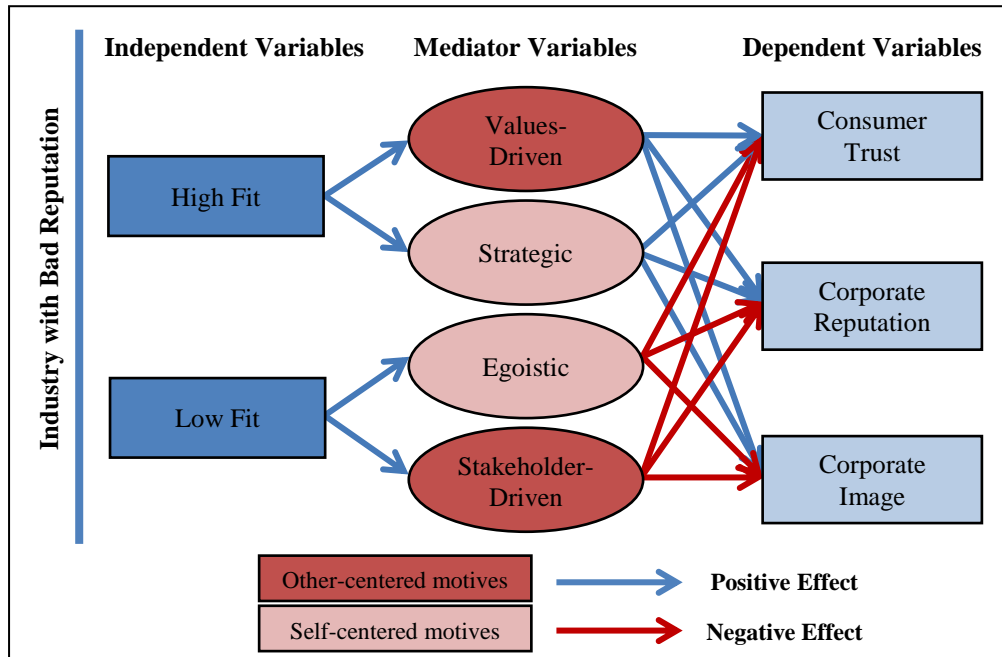 Independent Variables
Mediator Variables
Dependent Variables
Industry with Bad Reputation
High Fit
Low Fit
Values-
Driven
Strategic
Egoistic
Stakeholder-
Driven
Consumer
Trust
Corporate
Reputation
Corporate
Image
Other-centered motives
Positive Effect
Self-centered motives
Negative Effect